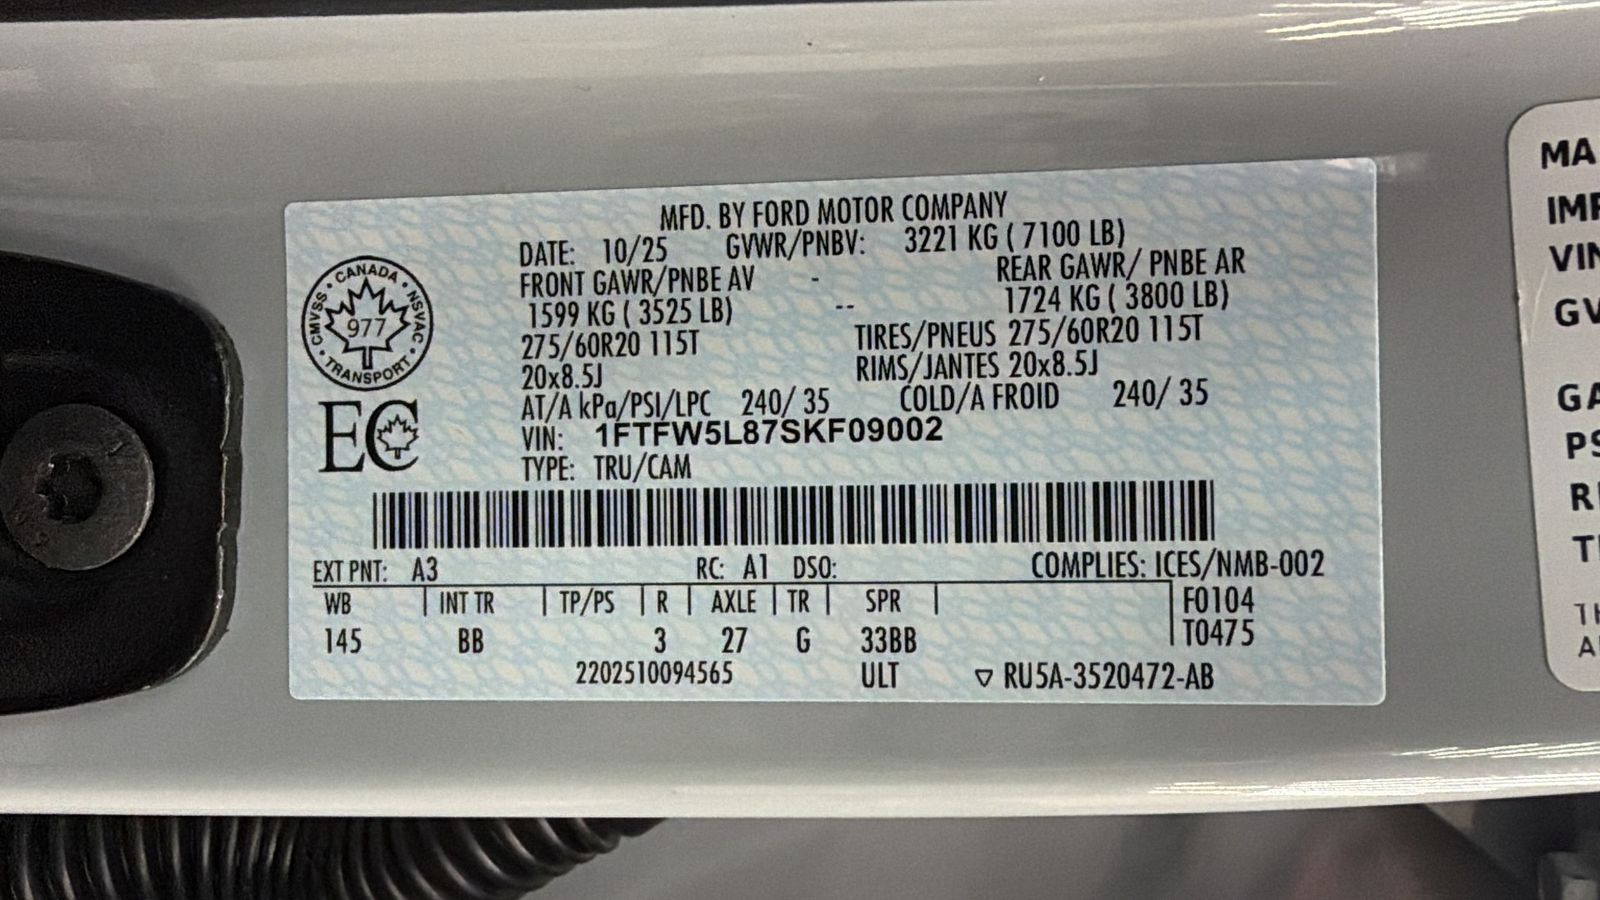 MFD. BY FORD MOTOR COMPANY
DATE: 10/25 GVWR/PNBV: 3221 KG ( 7100 LB)
FRONT GAWR/PNBE AV - REAR GAWR/ PNBE AR
1599 KG ( 3525 LB) -- 1724 KG ( 3800 LB)
275/60R20 115T TIRES/PNEUS 275/60R20 115T
20x8.5J RIMS/JANTES 20x8.5J
AT/A kPa/PSI/LPC 240/ 35 COLD/A FROID 240/ 35
VIN: 1FTFW5L87SKF09002
TYPE: TRU/CAM
CANADA
CMVSS NSVAC
977
TRANSPORT
EC
EXT PNT: A3 RC: A1 DSO: COMPLIES: ICES/NMB-002
WB INT TR TP/PS R AXLE TR SPR F0104
145 BB 3 27 G 33BB T0475
2202510094565 ULT ▽ RU5A-3520472-AB
MA
IMP
VIN
GV
GA
PS